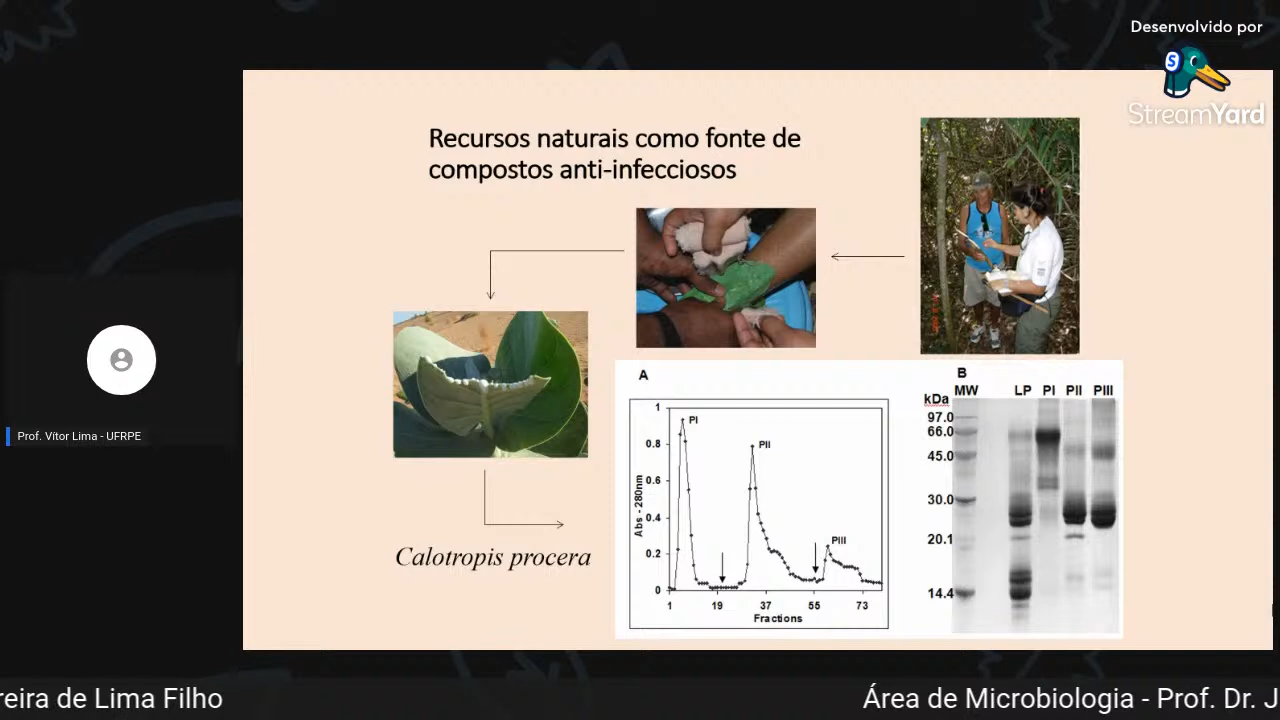 Desenvolvido por
S
StreamYard
Recursos naturais como fonte de
compostos anti-infecciosos
Prof. Vítor Lima - UFRPE
Calotropis procera
A
1
0.8
0.6
0.4
0.2
0
Abs - 280nm
PI
PII
PIII
1 19 37 55 73
Fractions
B
MW LP PI PII PIII
kDa
97.0
66.0
45.0
30.0
20.1
14.4
reira de Lima Filho
Área de Microbiologia - Prof. Dr. J